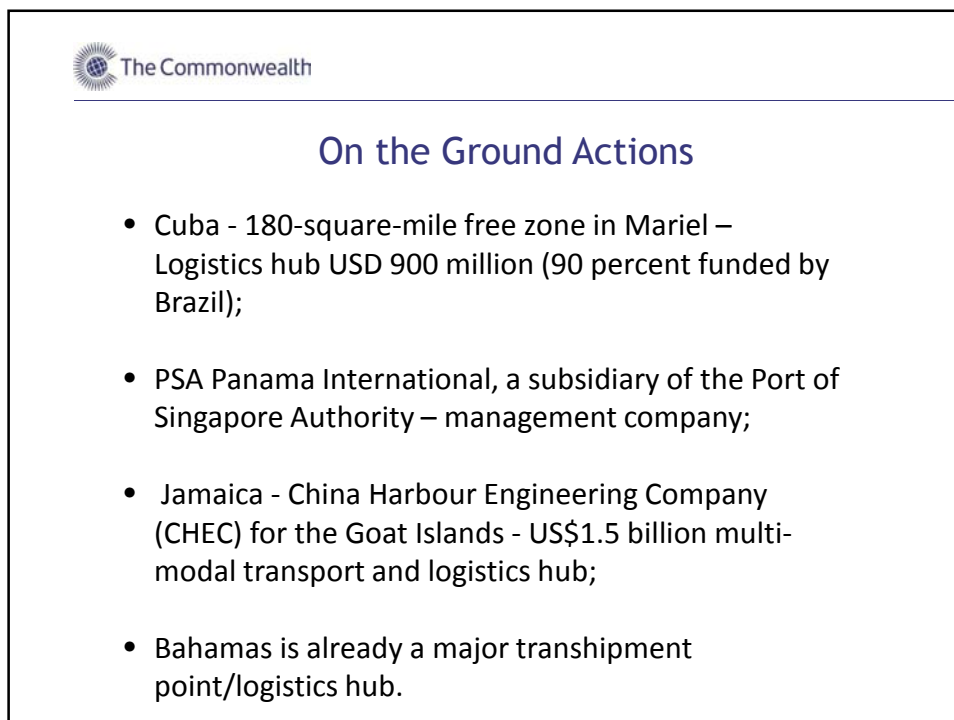 The Commonwealth
On the Ground Actions
• Cuba - 180-square-mile free zone in Mariel –
Logistics hub USD 900 million (90 percent funded by
Brazil);
• PSA Panama International, a subsidiary of the Port of
Singapore Authority – management company;
• Jamaica - China Harbour Engineering Company
(CHEC) for the Goat Islands - US$1.5 billion multi-
modal transport and logistics hub;
• Bahamas is already a major transhipment
point/logistics hub.